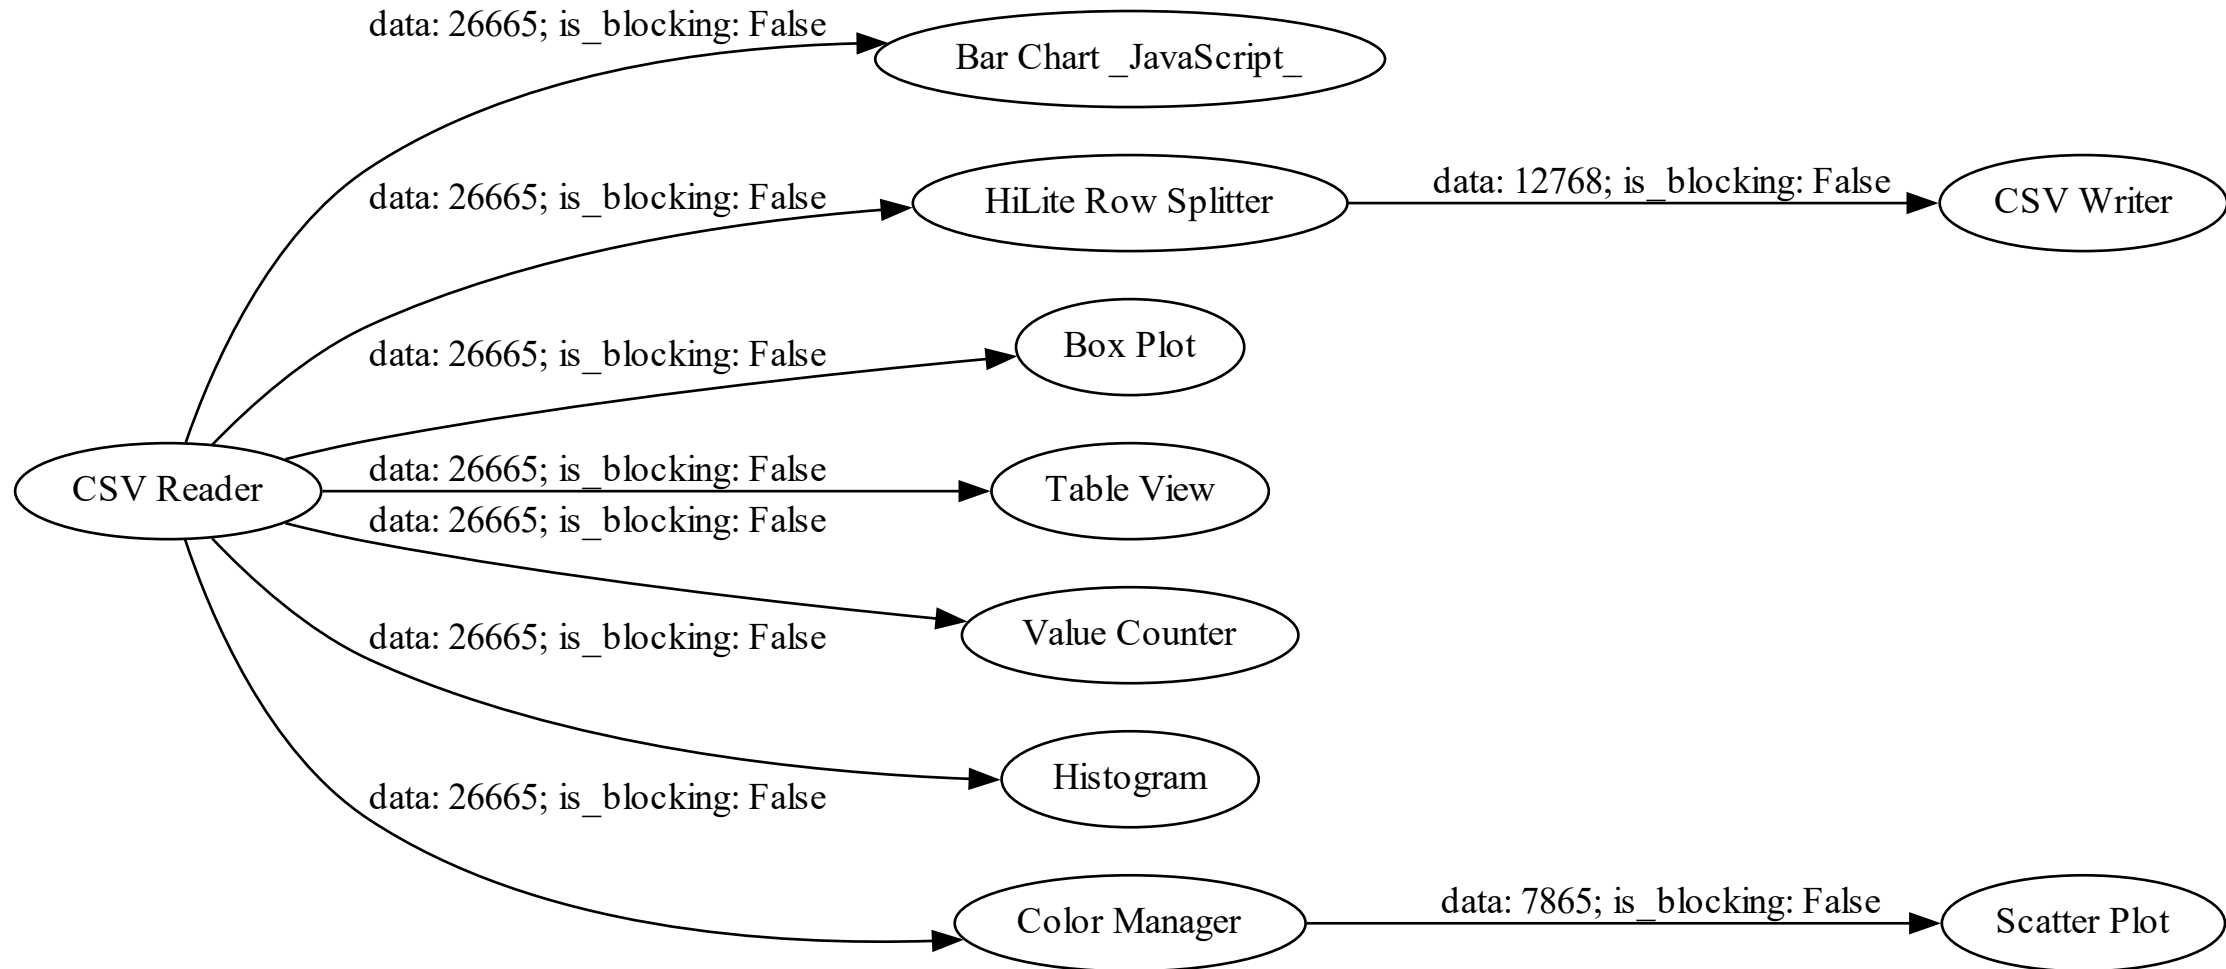 data: 26665; is_blocking: False
Bar Chart _JavaScript_
data: 26665; is_blocking: False
HiLite Row Splitter
data: 12768; is_blocking: False
CSV Writer
data: 26665; is_blocking: False
Box Plot
CSV Reader
data: 26665; is_blocking: False
Table View
data: 26665; is_blocking: False
Value Counter
data: 26665; is_blocking: False
Histogram
data: 26665; is_blocking: False
Color Manager
data: 7865; is_blocking: False
Scatter Plot